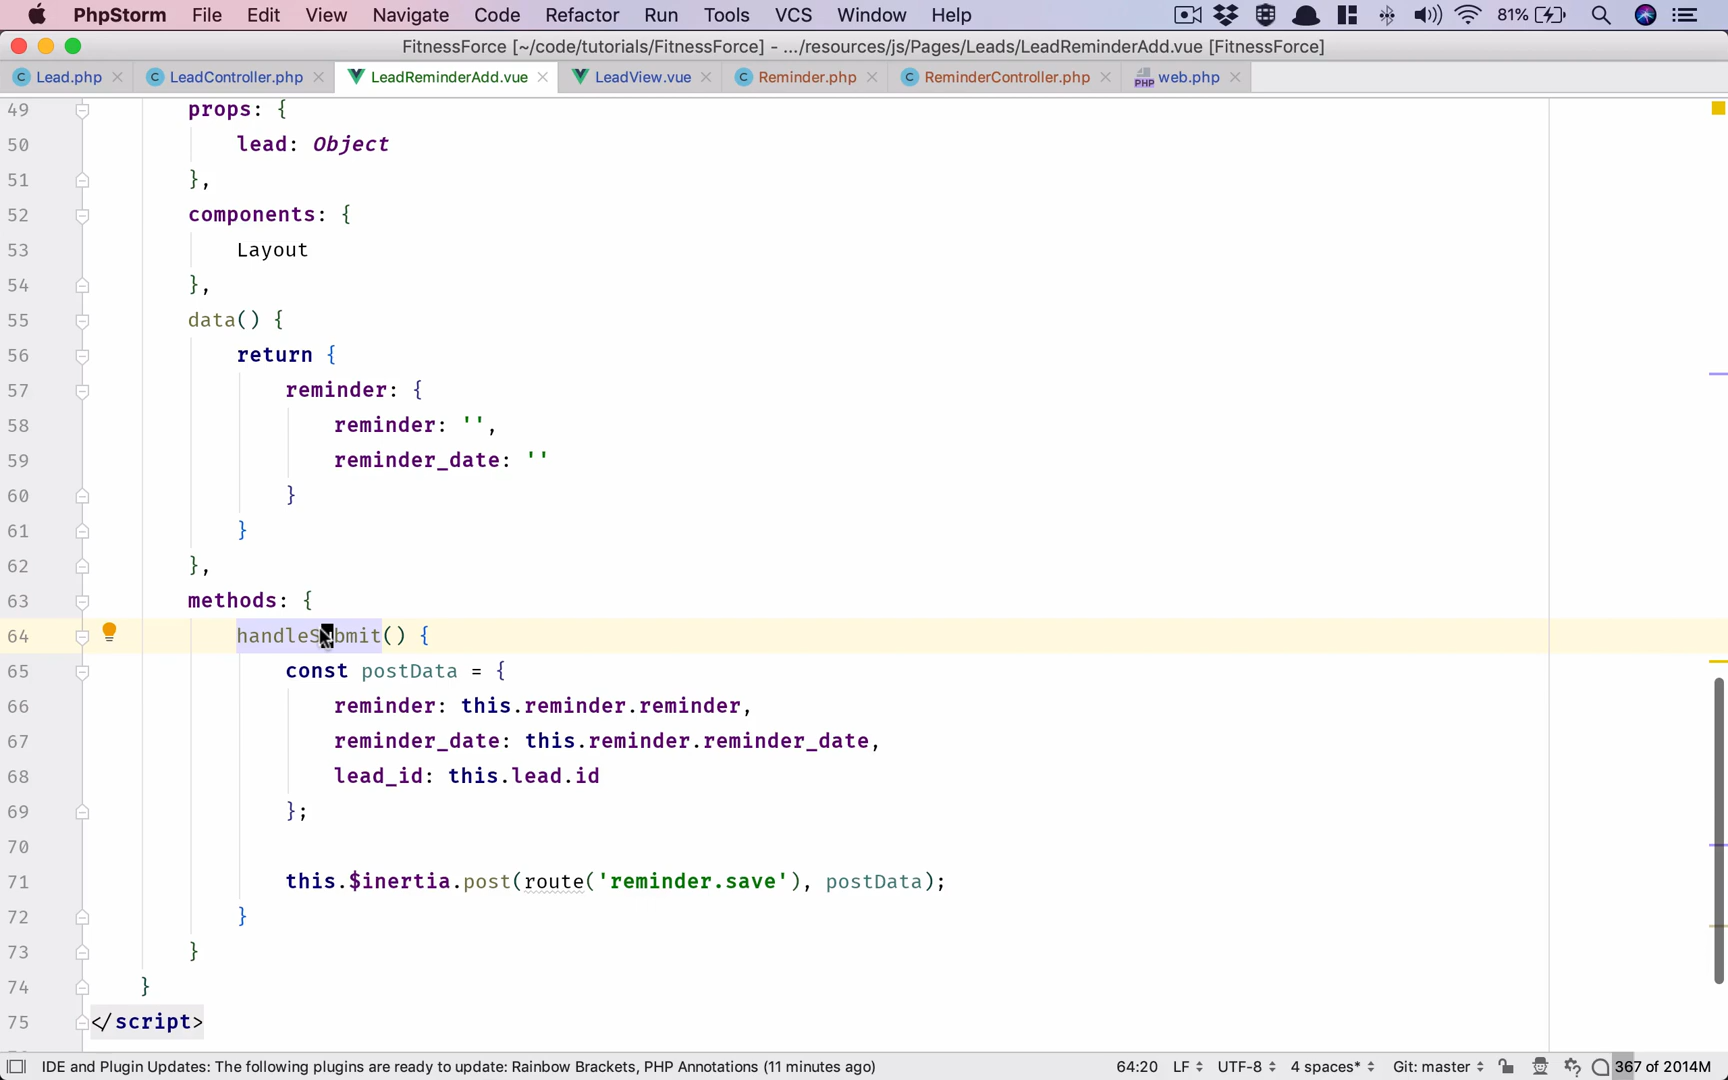 PhpStorm File Edit View Navigate Code Refactor Run Tools VCS Window Help 81%
FitnessForce [~/code/tutorials/FitnessForce] - .../resources/js/Pages/Leads/LeadReminderAdd.vue [FitnessForce]
Lead.php LeadController.php LeadReminderAdd.vue LeadView.vue Reminder.php ReminderController.php web.php
49 props: {
50 lead: Object
51 },
52 components: {
53 Layout
54 },
55 data() {
56 return {
57 reminder: {
58 reminder: '',
59 reminder_date: ''
60 }
61 }
62 },
63 methods: {
64 handleSubmit() {
65 const postData = {
66 reminder: this.reminder.reminder,
67 reminder_date: this.reminder.reminder_date,
68 lead_id: this.lead.id
69 };
70
71 this.$inertia.post(route('reminder.save'), postData);
72 }
73 }
74 }
75 </script>
IDE and Plugin Updates: The following plugins are ready to update: Rainbow Brackets, PHP Annotations (11 minutes ago) 64:20 LF UTF-8 4 spaces* Git: master 367 of 2014M